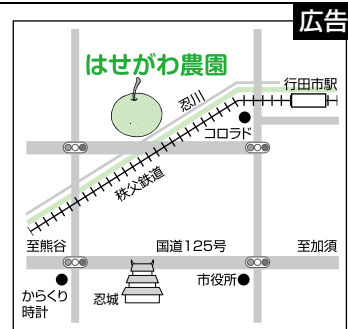 広告
はせがわ農園
行田市駅
忍川
コロラド
秩父鉄道
至熊谷
国道125号
至加須
からくり
時計
忍城
市役所